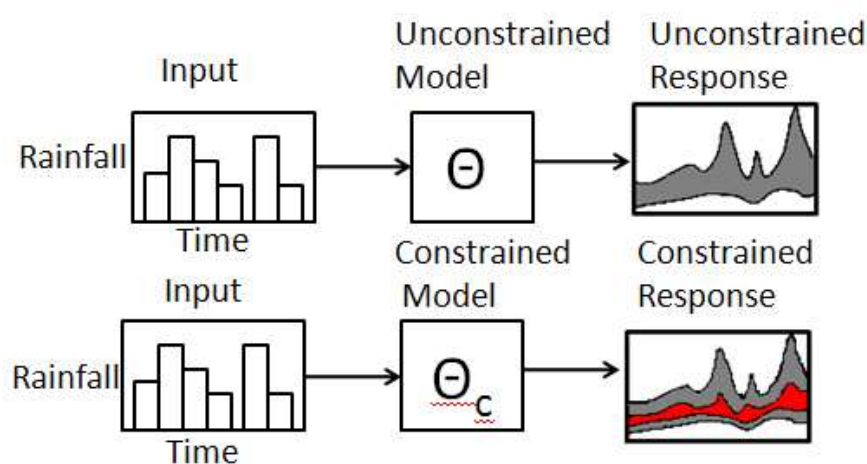 Input
Unconstrained
Model
Unconstrained
Response
Rainfall
Θ
Time
Input
Constrained
Model
Constrained
Response
Rainfall
Θc
Time